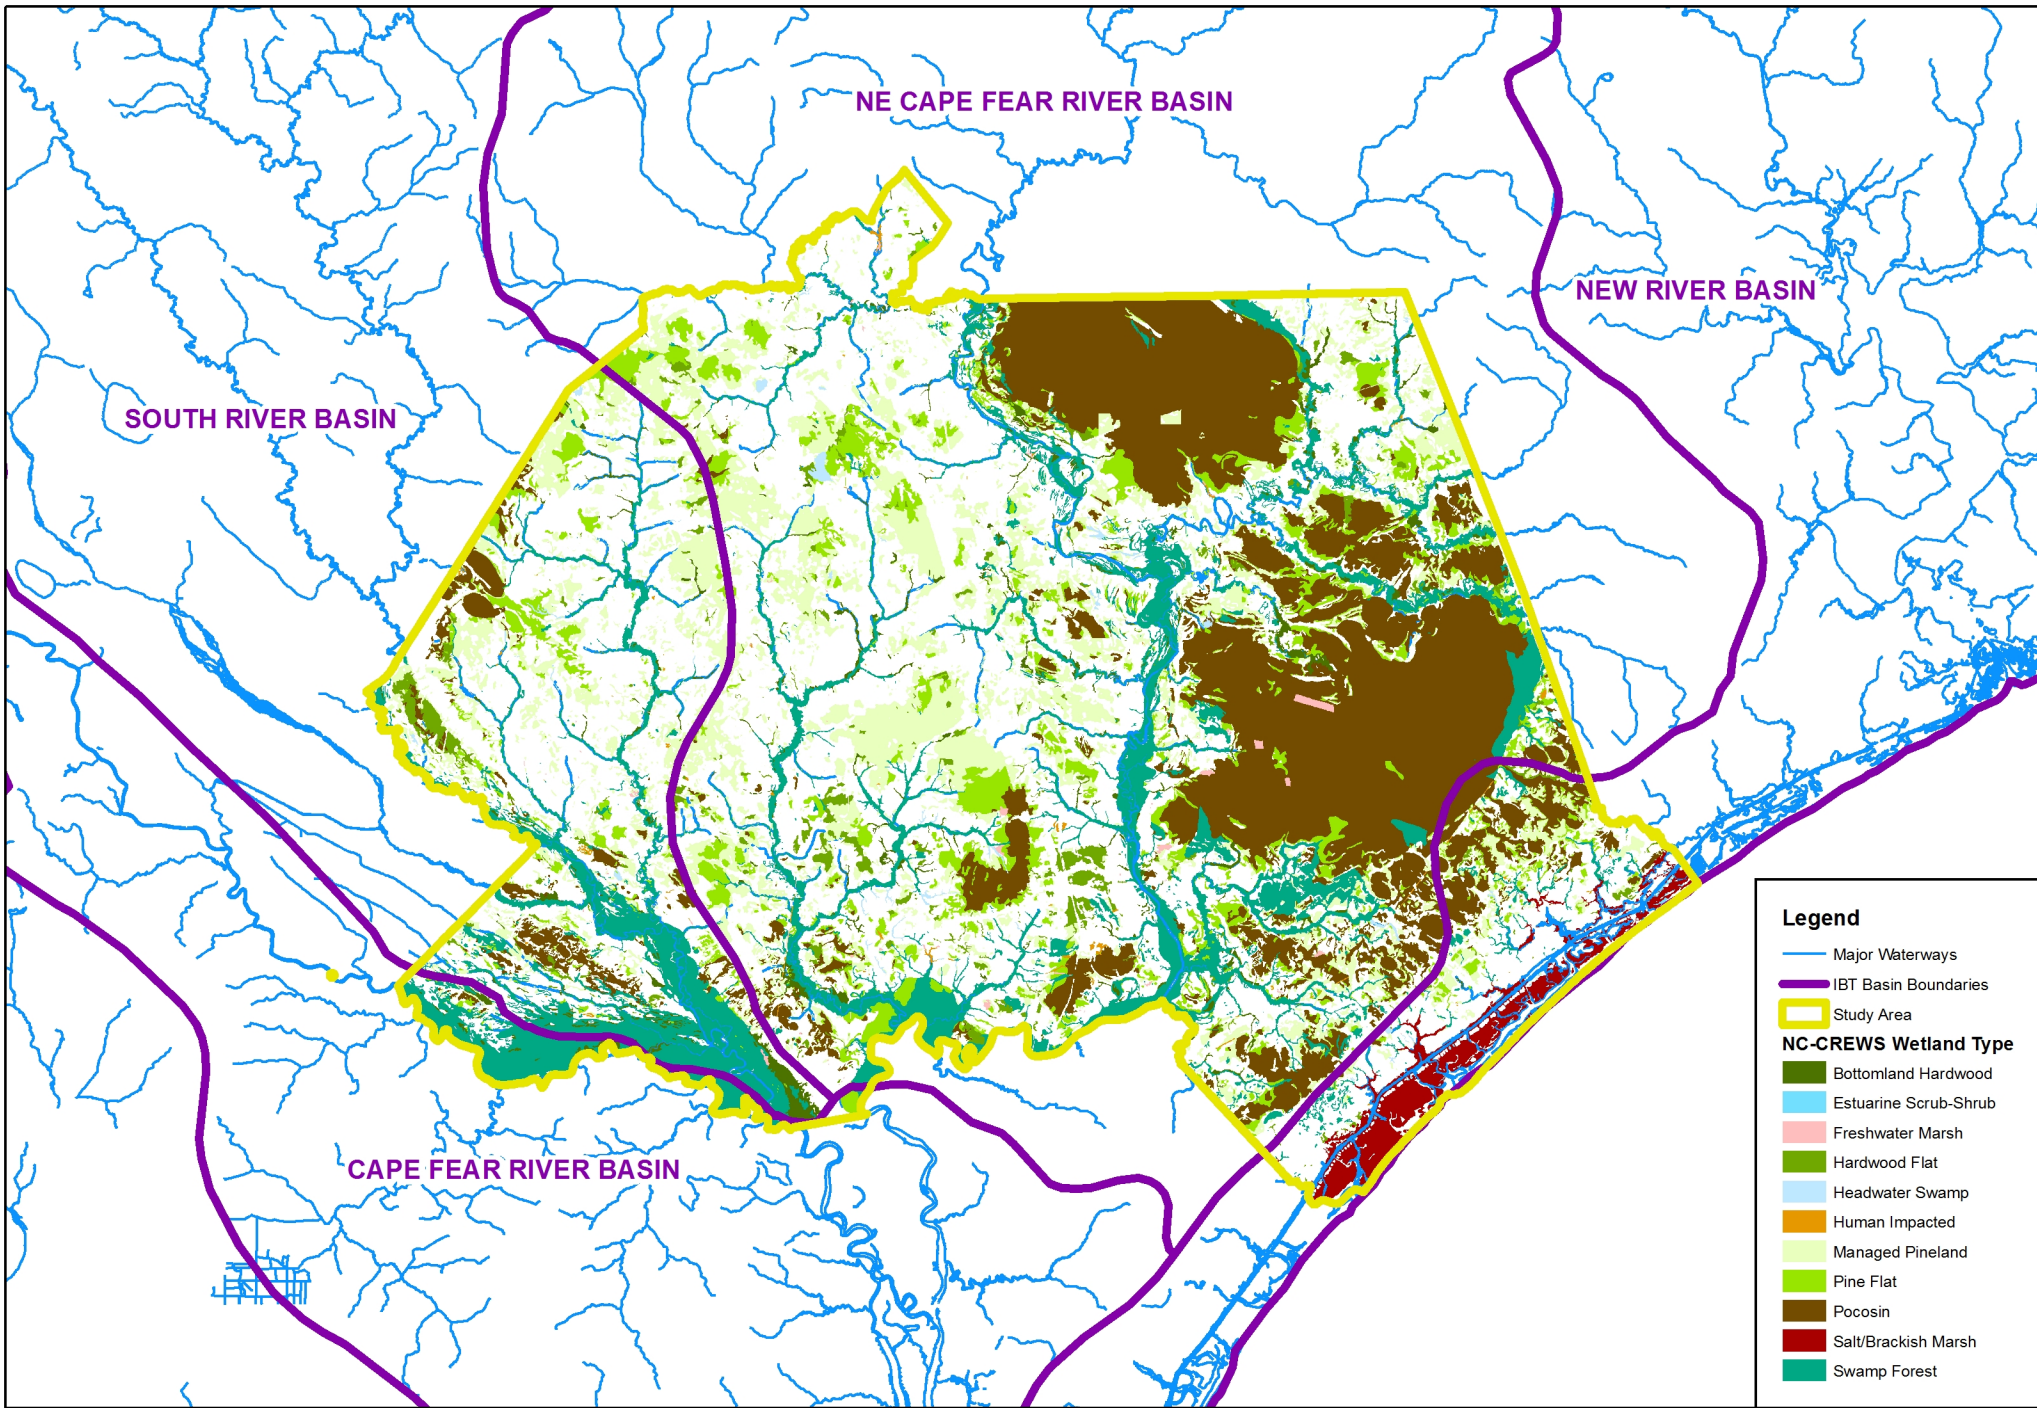 NE CAPE FEAR RIVER BASIN
NEW RIVER BASIN
SOUTH RIVER BASIN
CAPE FEAR RIVER BASIN
Legend
Major Waterways
IBT Basin Boundaries
Study Area
NC-CREWS Wetland Type
Bottomland Hardwood
Estuarine Scrub-Shrub
Freshwater Marsh
Hardwood Flat
Headwater Swamp
Human Impacted
Managed Pineland
Pine Flat
Pocosin
Salt/Brackish Marsh
Swamp Forest